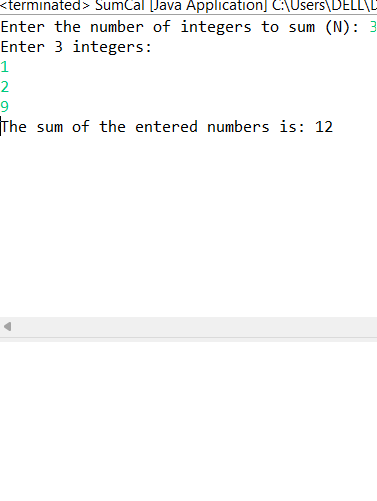 <terminated> SumCal [Java Application] C:\Users\DELL\D
Enter the number of integers to sum (N): 3
Enter 3 integers:
1
2
9
The sum of the entered numbers is: 12